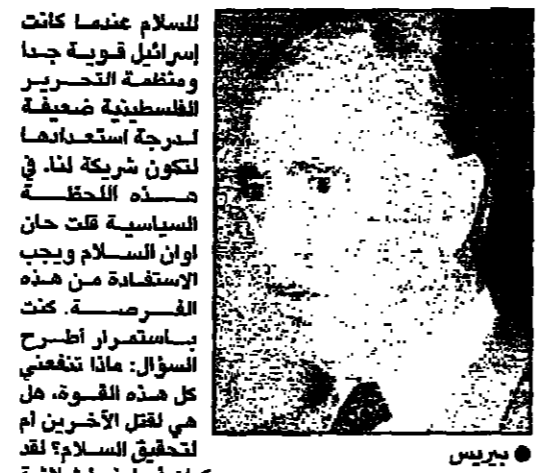 للسلام عندما كانت
إسرائيل قوية جدا
ومنظمة التحرير
الفلسطينية ضعيفة
لدرجة استعدادها
لتكون شريكة لنا. في
هذه اللحظة
السياسية قلت حان
اوان السلام ويجب
الاستفادة من هذه
الفرصة. كنت
باستمرار أطرح
السؤال: ماذا تنفعني
كل هذه القوة، هل
هي لقتل الآخرين أم
لتحقيق السلام؟ لقد
● بيريس